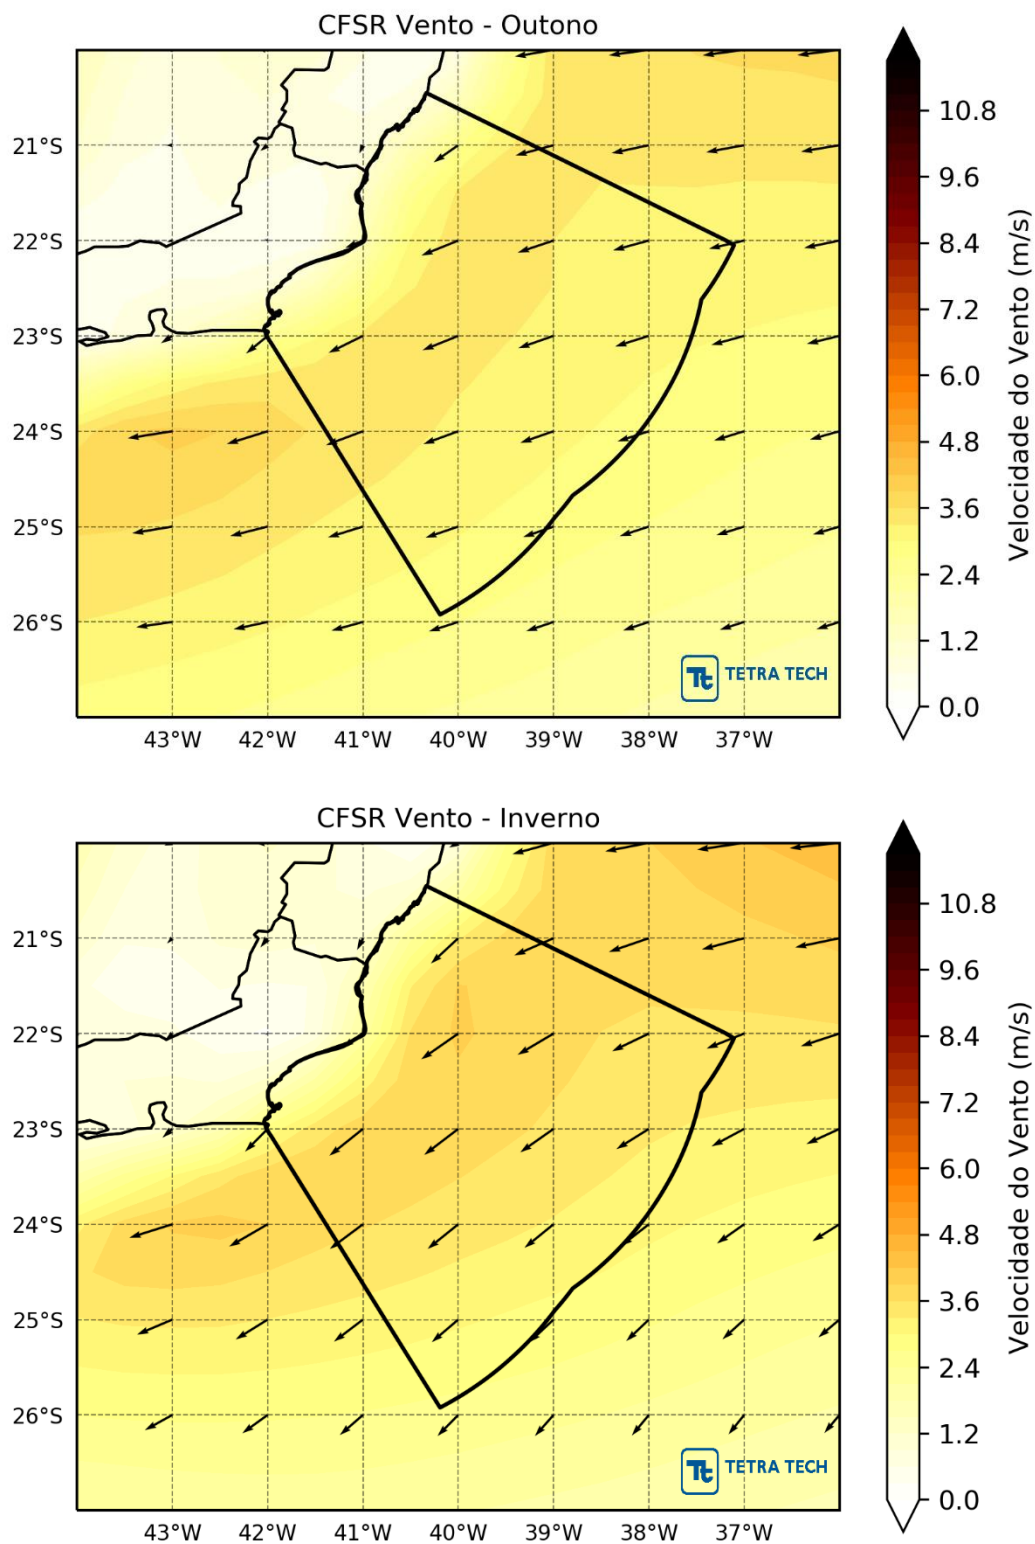 CFSR Vento - Outono
21°S
22°S
23°S
24°S
25°S
26°S
43°W 42°W 41°W 40°W 39°W 38°W 37°W
10.8
9.6
8.4
7.2
6.0
4.8
3.6
2.4
1.2
0.0
Velocidade do Vento (m/s)
Tt TETRA TECH
CFSR Vento - Inverno
21°S
22°S
23°S
24°S
25°S
26°S
43°W 42°W 41°W 40°W 39°W 38°W 37°W
10.8
9.6
8.4
7.2
6.0
4.8
3.6
2.4
1.2
0.0
Velocidade do Vento (m/s)
Tt TETRA TECH